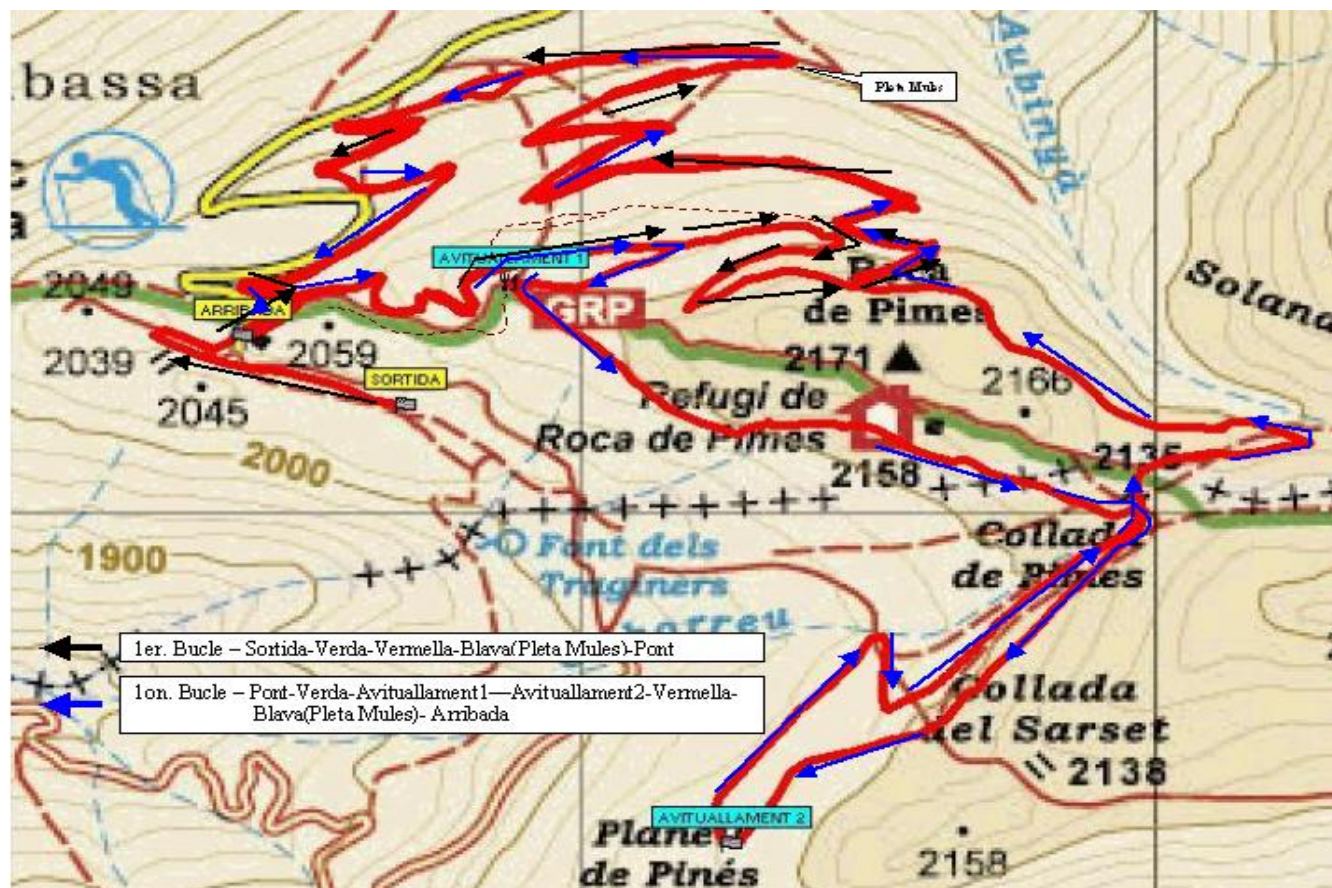 bassa
Aubinyà
Pleta Mules
Solana
AVITUALLAMENT 1
2049
ARRIBADA
GRP
Roca
de Pimes
2039
2059
2171
2166
SORTIDA
2045
Refugi de
Roca de Pimes
2000
2158
2135
Collada
de Pimes
1900
Font dels
Traginers
1er. Bucle – Sortida-Verda-Vermella-Blava(Pleta Mules)-Pont
1on. Bucle – Pont-Verda-Avituallament1—Avituallament2-Vermella-
Blava(Pleta Mules)- Arribada
Collada
del Sarset
2138
AVITUALLAMENT 2
de Pinés
2158